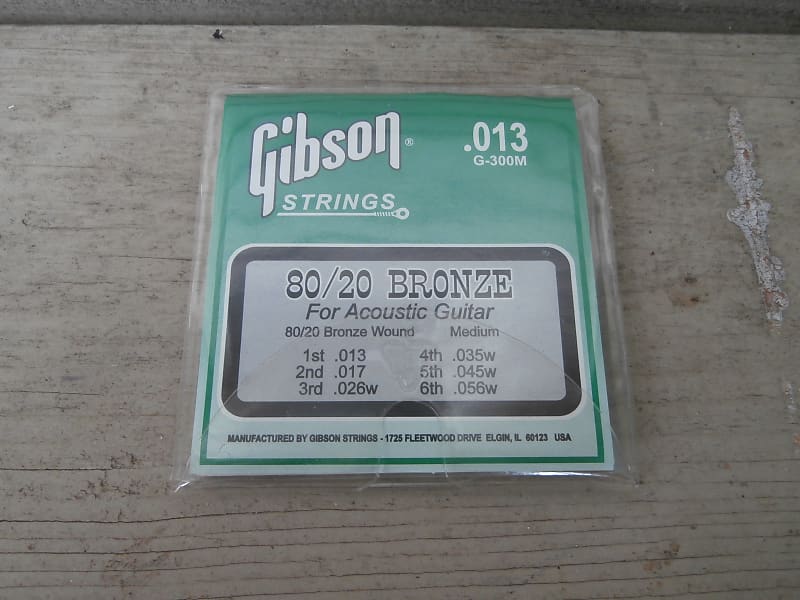 Gibson®
.013
G-300M
STRINGS
80/20 BRONZE
For Acoustic Guitar
80/20 Bronze Wound Medium
1st .013 4th .035w
2nd .017 5th .045w
3rd .026w 6th .056w
MANUFACTURED BY GIBSON STRINGS - 1725 FLEETWOOD DRIVE ELGIN, IL 60123 USA